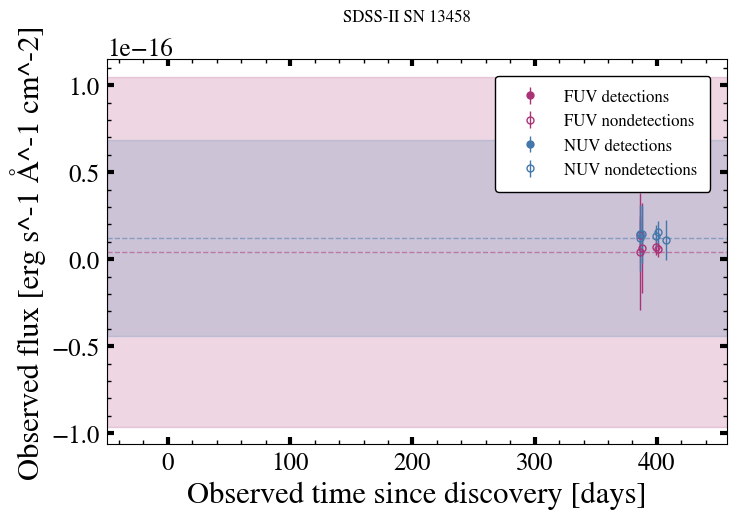 SDSS-II SN 13458
1e−16
Observed flux [erg s^-1 Å^-1 cm^-2]
1.0
0.5
0.0
−0.5
−1.0
FUV detections
FUV nondetections
NUV detections
NUV nondetections
0 100 200 300 400
Observed time since discovery [days]